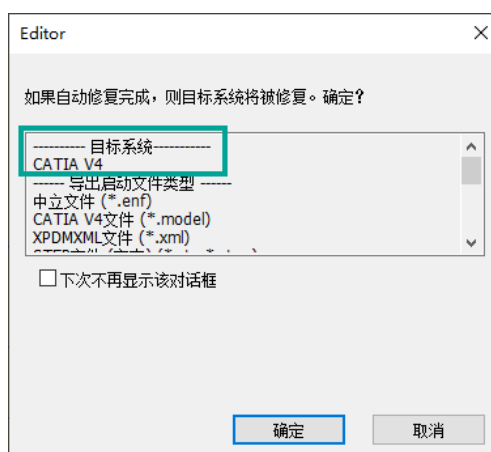 Editor
如果自动修复完成，则目标系统将被修复。确定?
---------- 目标系统-----------
CATIA V4
------ 导出启动文件类型 ------
中立文件 (*.enf)
CATIA V4文件 (*.model)
XPDMXML文件 (*.xml)
下次不再显示该对话框
确定
取消